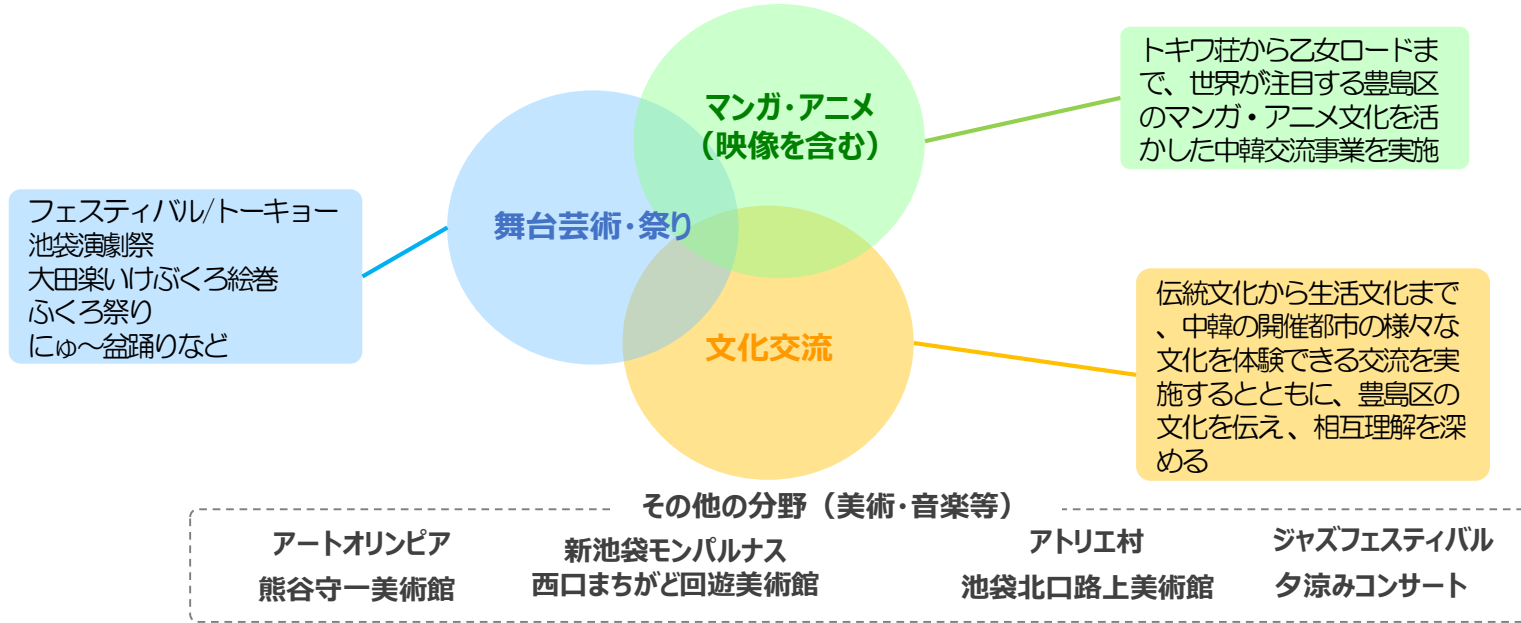 マンガ・アニメ
（映像を含む）
トキワ荘から乙女ロードま
で、世界が注目する豊島区
のマンガ・アニメ文化を活
かした中韓交流事業を実施
フェスティバル/トーキョー
池袋演劇祭
大田楽いけぶくろ絵巻
ふくろ祭り
にゅ～盆踊りなど
舞台芸術・祭り
文化交流
伝統文化から生活文化まで
、中韓の開催都市の様々な
文化を体験できる交流を実
施するとともに、豊島区の
文化を伝え、相互理解を深
める
その他の分野（美術・音楽等）
アートオリンピア
熊谷守一美術館
新池袋モンパルナス
西口まちがど回遊美術館
アトリエ村
池袋北口路上美術館
ジャズフェスティバル
夕涼みコンサート